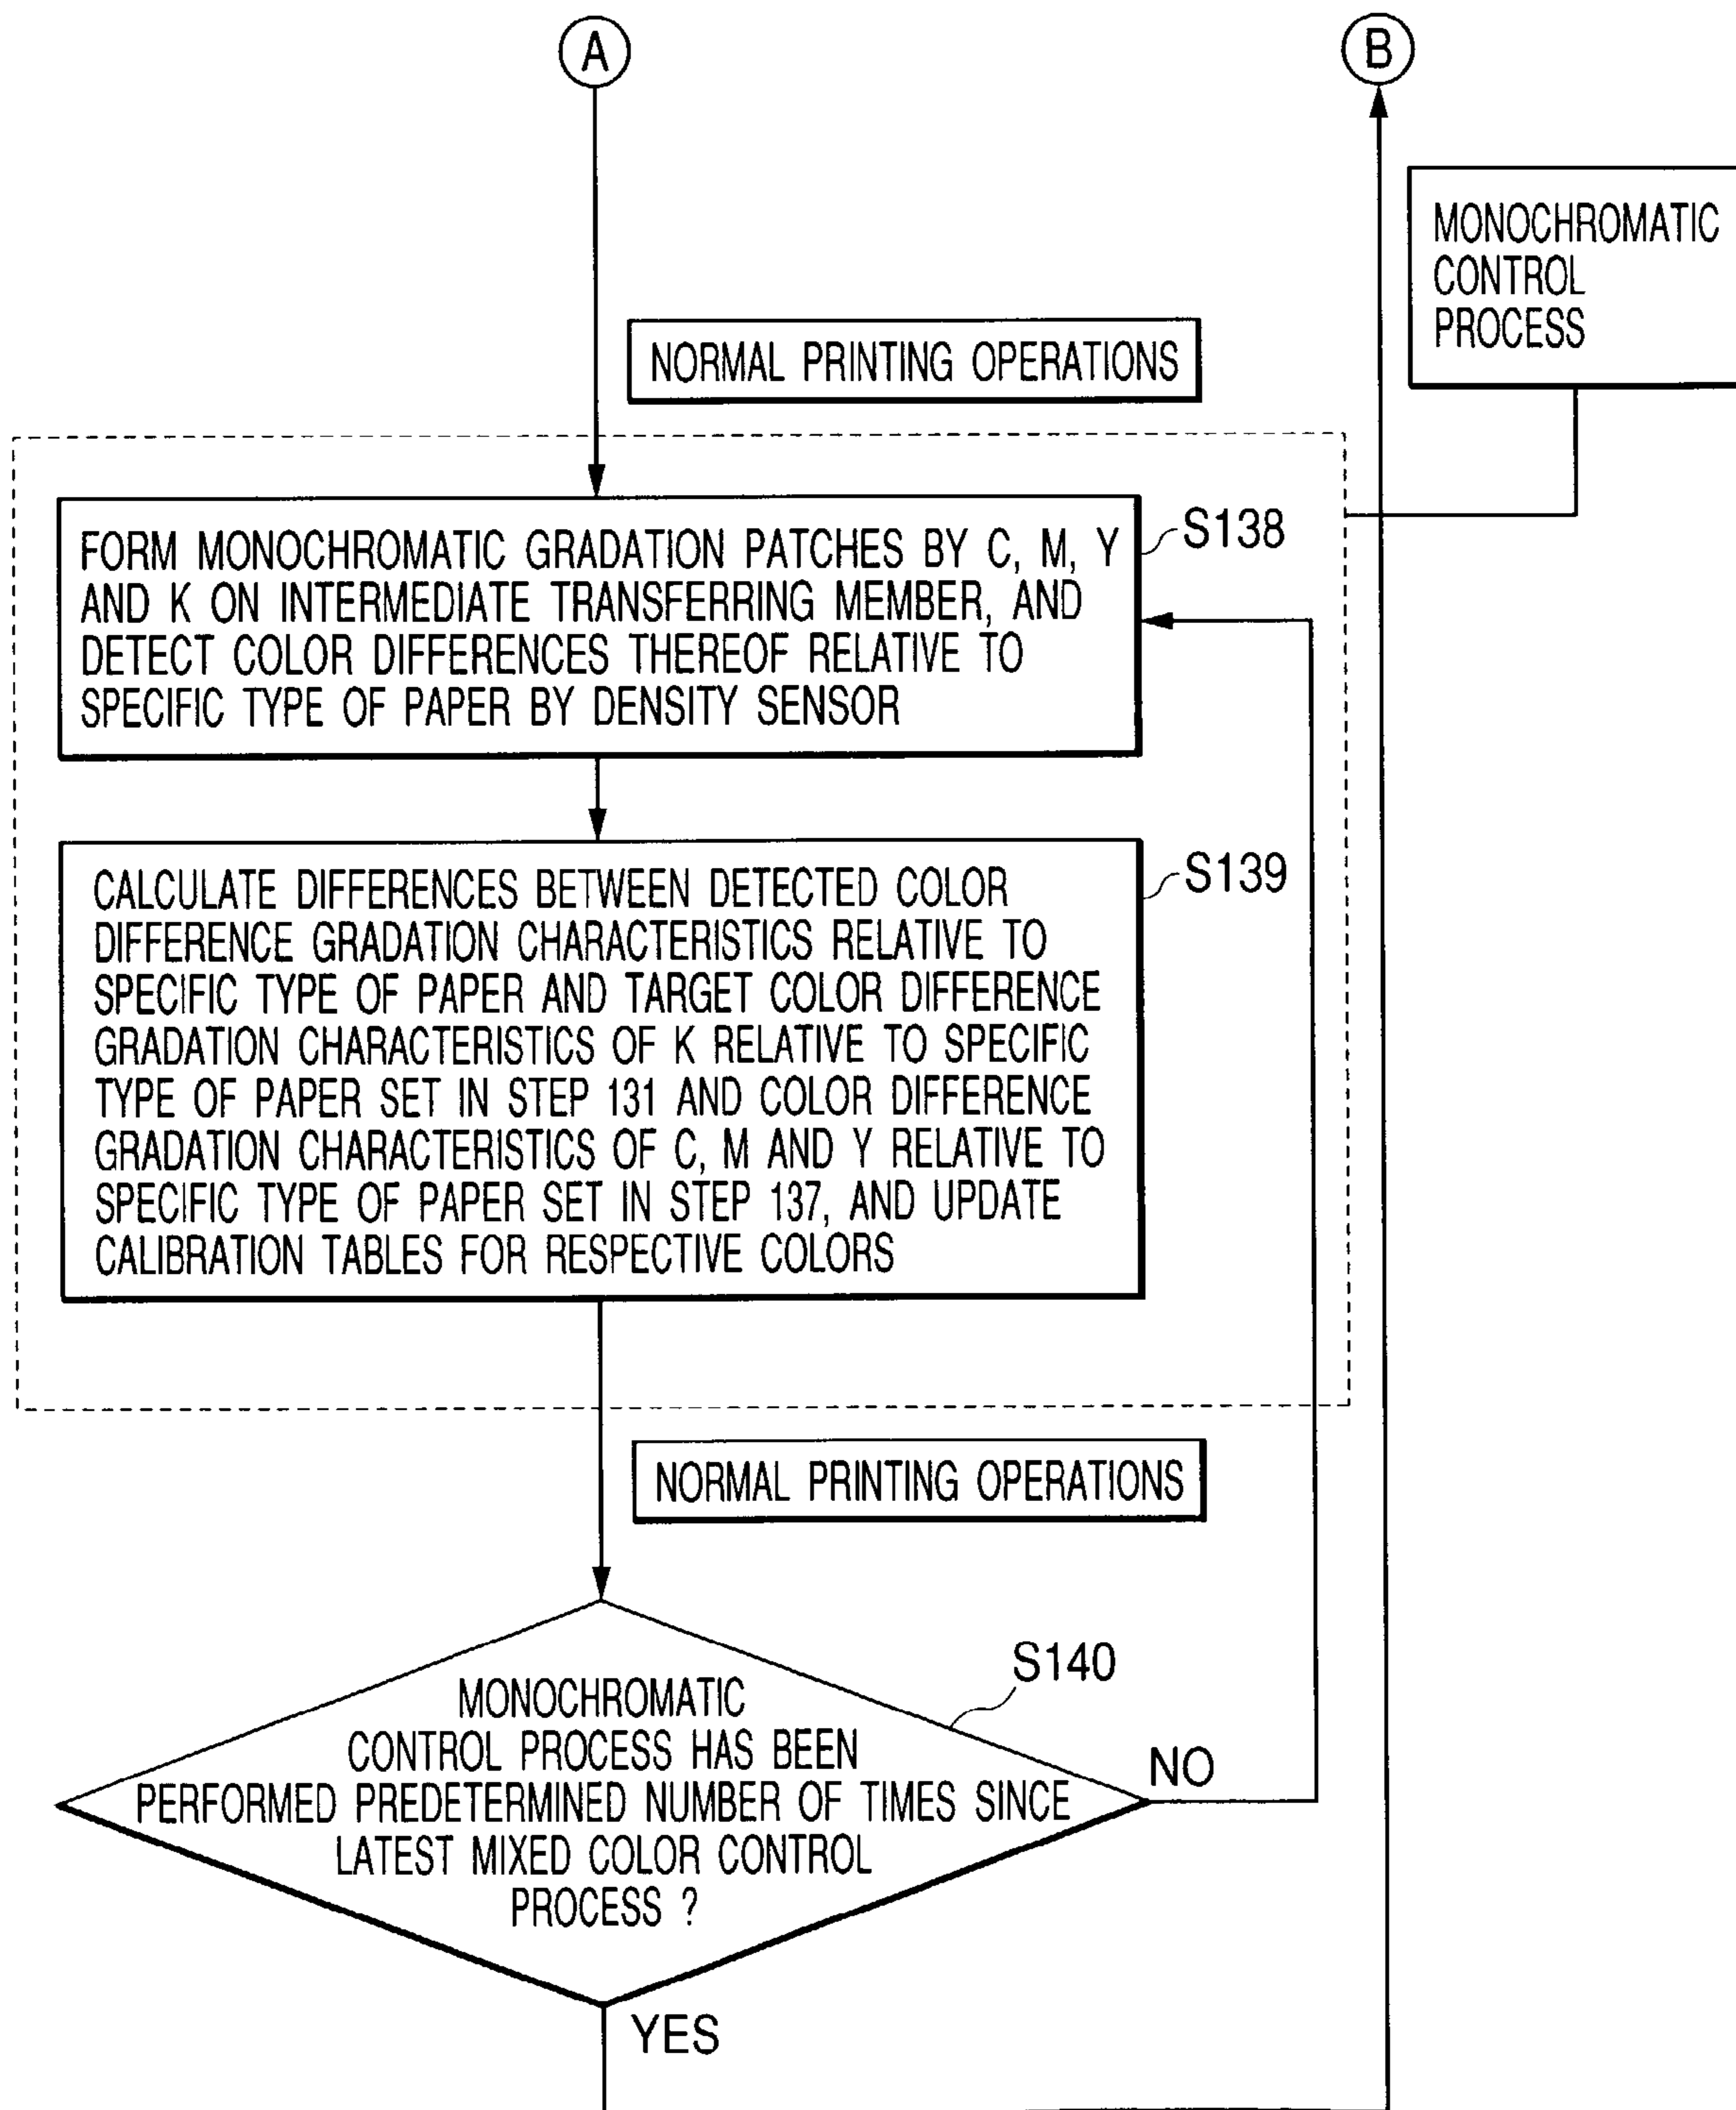 A
B
MONOCHROMATIC
CONTROL
PROCESS
NORMAL PRINTING OPERATIONS
FORM MONOCHROMATIC GRADATION PATCHES BY C, M, Y
AND K ON INTERMEDIATE TRANSFERRING MEMBER, AND
DETECT COLOR DIFFERENCES THEREOF RELATIVE TO
SPECIFIC TYPE OF PAPER BY DENSITY SENSOR
S138
CALCULATE DIFFERENCES BETWEEN DETECTED COLOR
DIFFERENCE GRADATION CHARACTERISTICS RELATIVE TO
SPECIFIC TYPE OF PAPER AND TARGET COLOR DIFFERENCE
GRADATION CHARACTERISTICS OF K RELATIVE TO SPECIFIC
TYPE OF PAPER SET IN STEP 131 AND COLOR DIFFERENCE
GRADATION CHARACTERISTICS OF C, M AND Y RELATIVE TO
SPECIFIC TYPE OF PAPER SET IN STEP 137, AND UPDATE
CALIBRATION TABLES FOR RESPECTIVE COLORS
S139
NORMAL PRINTING OPERATIONS
S140
MONOCHROMATIC
CONTROL PROCESS HAS BEEN
PERFORMED PREDETERMINED NUMBER OF TIMES SINCE
LATEST MIXED COLOR CONTROL
PROCESS ?
NO
YES